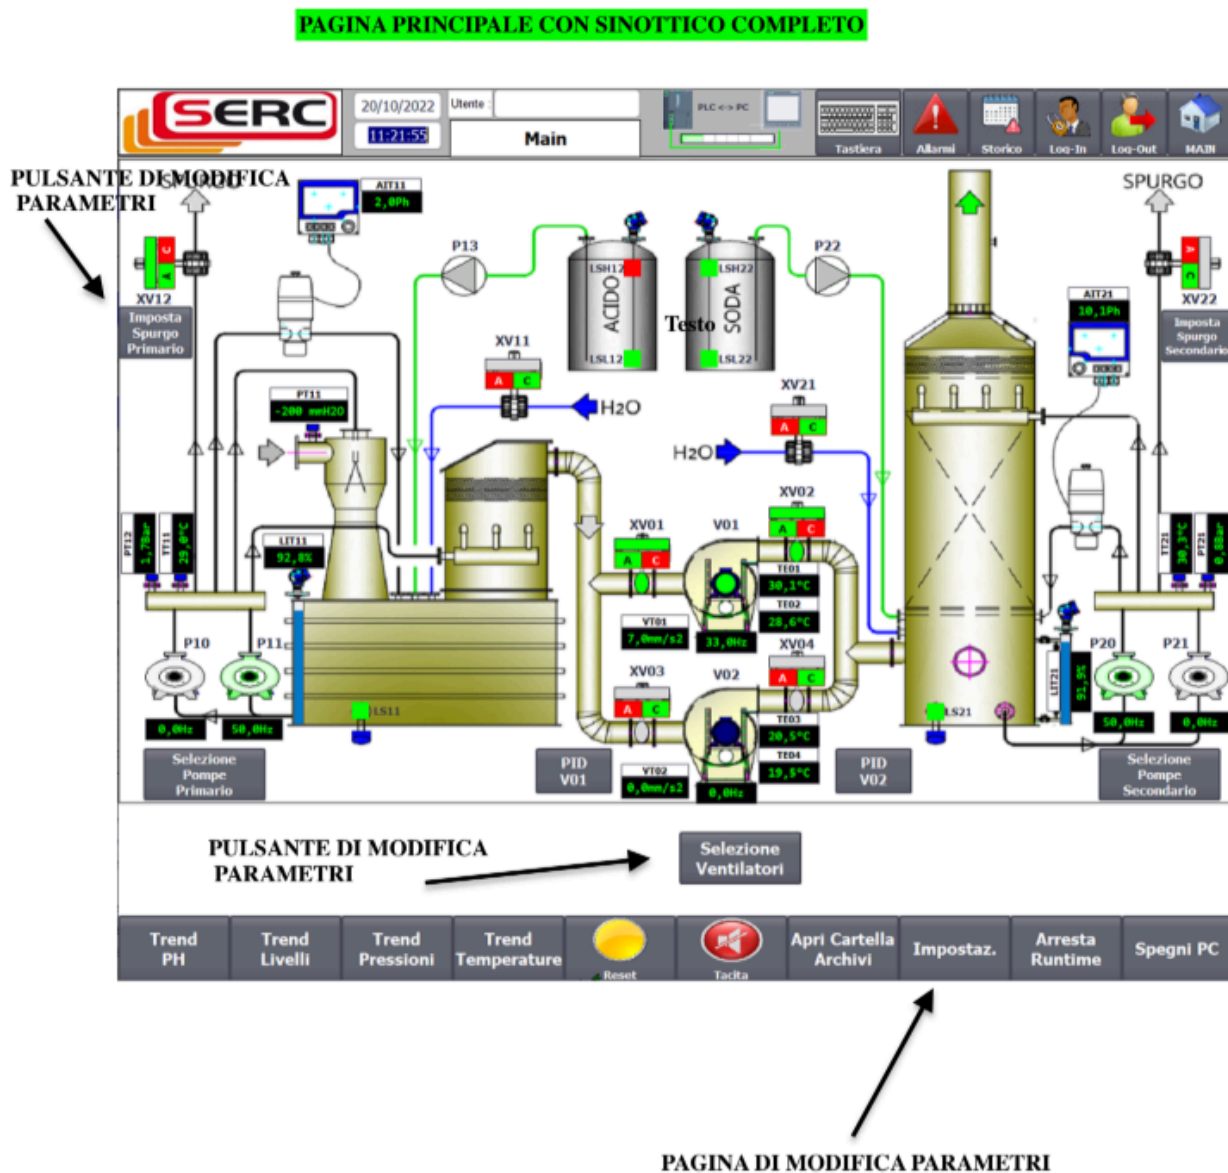 PAGINA PRINCIPALE CON SINOTTICO COMPLETO
SERC
20/10/2022
Utente :
PLC <-> PC
11:21:55
Main
Tastiera
Allarmi
Storico
Log-In
Log-Out
MAIN
PULSANTE DI MODIFICA
PARAMETRI
SPURGO
AIT11
2,0Ph
SPURGO
P13
P22
C
A
XV12
Imposta
Spurgo
Primario
LSH12
ACIDO
LSL12
Testo
LSH22
SODA
LSL22
A
C
XV22
Imposta
Spurgo
Secondario
AIT21
10,1Ph
XV11
A C
H2O
XV21
A C
H2O
PT11
-200 mmH2O
PT12
1,78ar
TT11
29,0°C
LIT11
92,8%
XV01
A C
V01
XV02
A C
TE01
30,1°C
TE02
28,6°C
VT01
7,0mm/s2
33,0Hz
TT21
30,3°C
PT21
0,88ar
P10
P11
0,0Hz
50,0Hz
LS11
XV03
A C
V02
XV04
A C
TE03
20,5°C
TE04
19,5°C
VT02
0,0mm/s2
0,0Hz
LS21
LIT21
91,9%
P20
P21
50,0Hz
0,0Hz
Selezione
Pompe
Primario
PID
V01
PID
V02
Selezione
Pompe
Secondario
PULSANTE DI MODIFICA
PARAMETRI
Selezione
Ventilatori
Trend
PH
Trend
Livelli
Trend
Pressioni
Trend
Temperature
Reset
Tacita
Apri Cartella
Archivi
Impostaz.
Arresta
Runtime
Spegni PC
PAGINA DI MODIFICA PARAMETRI